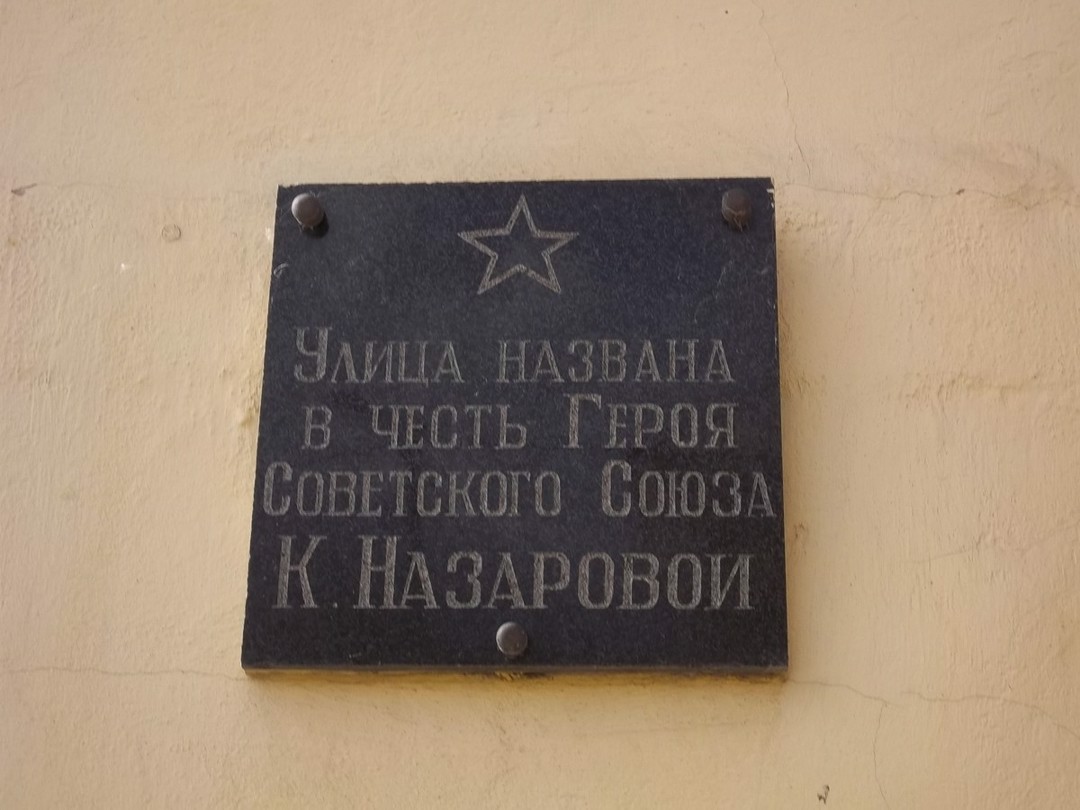 Улица названа
в честь Героя
Советского Союза
К. Назаровой